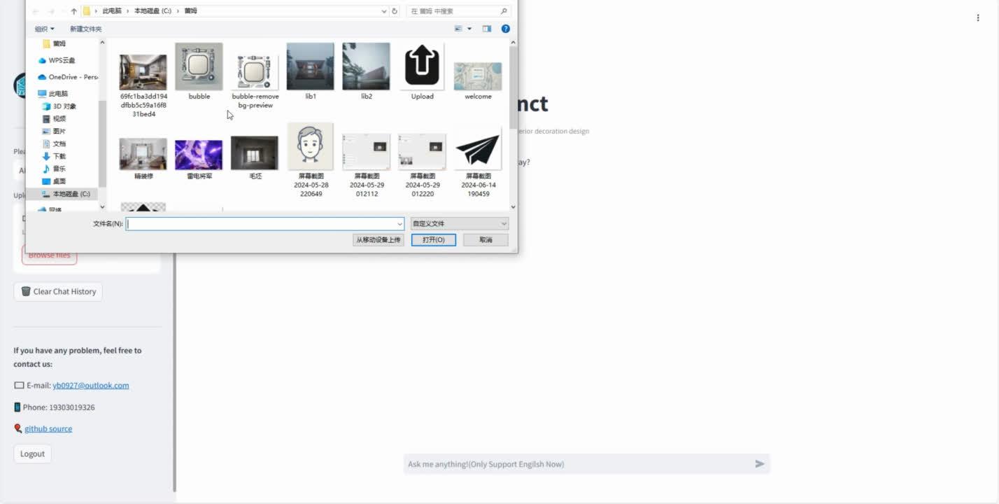 此电脑 › 本地磁盘 (C:) › 蕾姆
在 蕾姆 中搜索
组织
新建文件夹
蕾姆
WPS云盘
OneDrive - Pers
此电脑
3D 对象
视频
图片
文档
下载
音乐
桌面
本地磁盘 (C:)
网络
69fc1ba3dd194
dfbb5c59a16f8
31bed4
bubble
bubble-remove
bg-preview
lib1
lib2
Upload
welcome
精装修
雷电将军
毛坯
屏幕截图
2024-05-28
220649
屏幕截图
2024-05-29
012112
屏幕截图
2024-05-29
012220
屏幕截图
2024-06-14
190459
文件名(N):
自定义文件
从移动设备上传
打开(O)
取消
nct
erior decoration design
ay?
Plea
Uplo
Browse files
Clear Chat History
If you have any problem, feel free to
contact us:
E-mail: yb0927@outlook.com
Phone: 19303019326
github source
Logout
Ask me anything!(Only Support Engilsh Now)